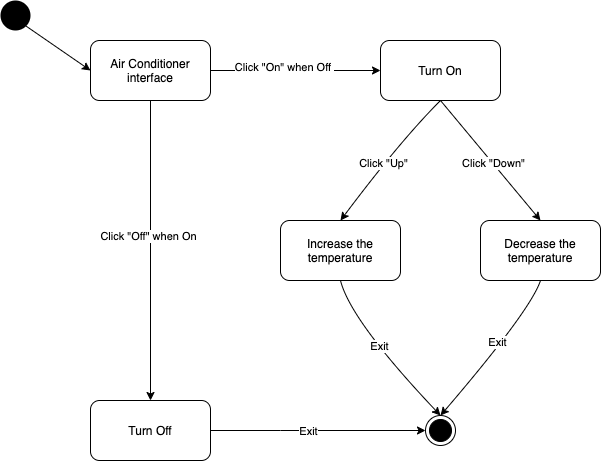 Air Conditioner
interface
Click "On" when Off
Turn On
Click "Up"
Click "Down"
Click "Off" when On
Increase the
temperature
Decrease the
temperature
Exit
Exit
Turn Off
Exit